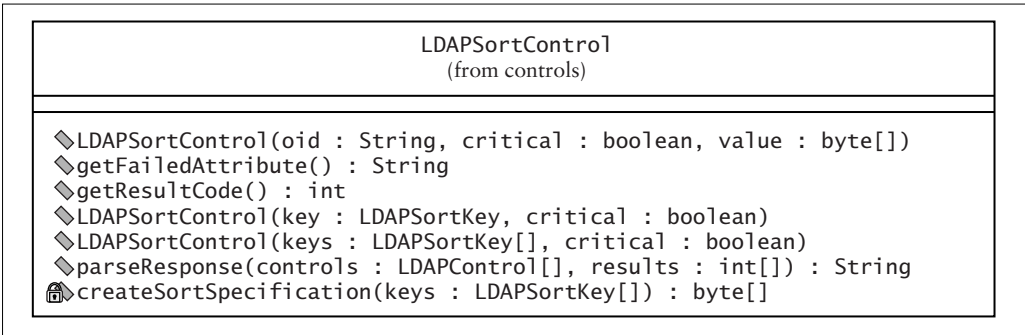 LDAPSortControl
(from controls)
LDAPSortControl(oid : String, critical : boolean, value : byte[])
getFailedAttribute() : String
getResultCode() : int
LDAPSortControl(key : LDAPSortKey, critical : boolean)
LDAPSortControl(keys : LDAPSortKey[], critical : boolean)
parseResponse(controls : LDAPControl[], results : int[]) : String
createSortSpecification(keys : LDAPSortKey[]) : byte[]